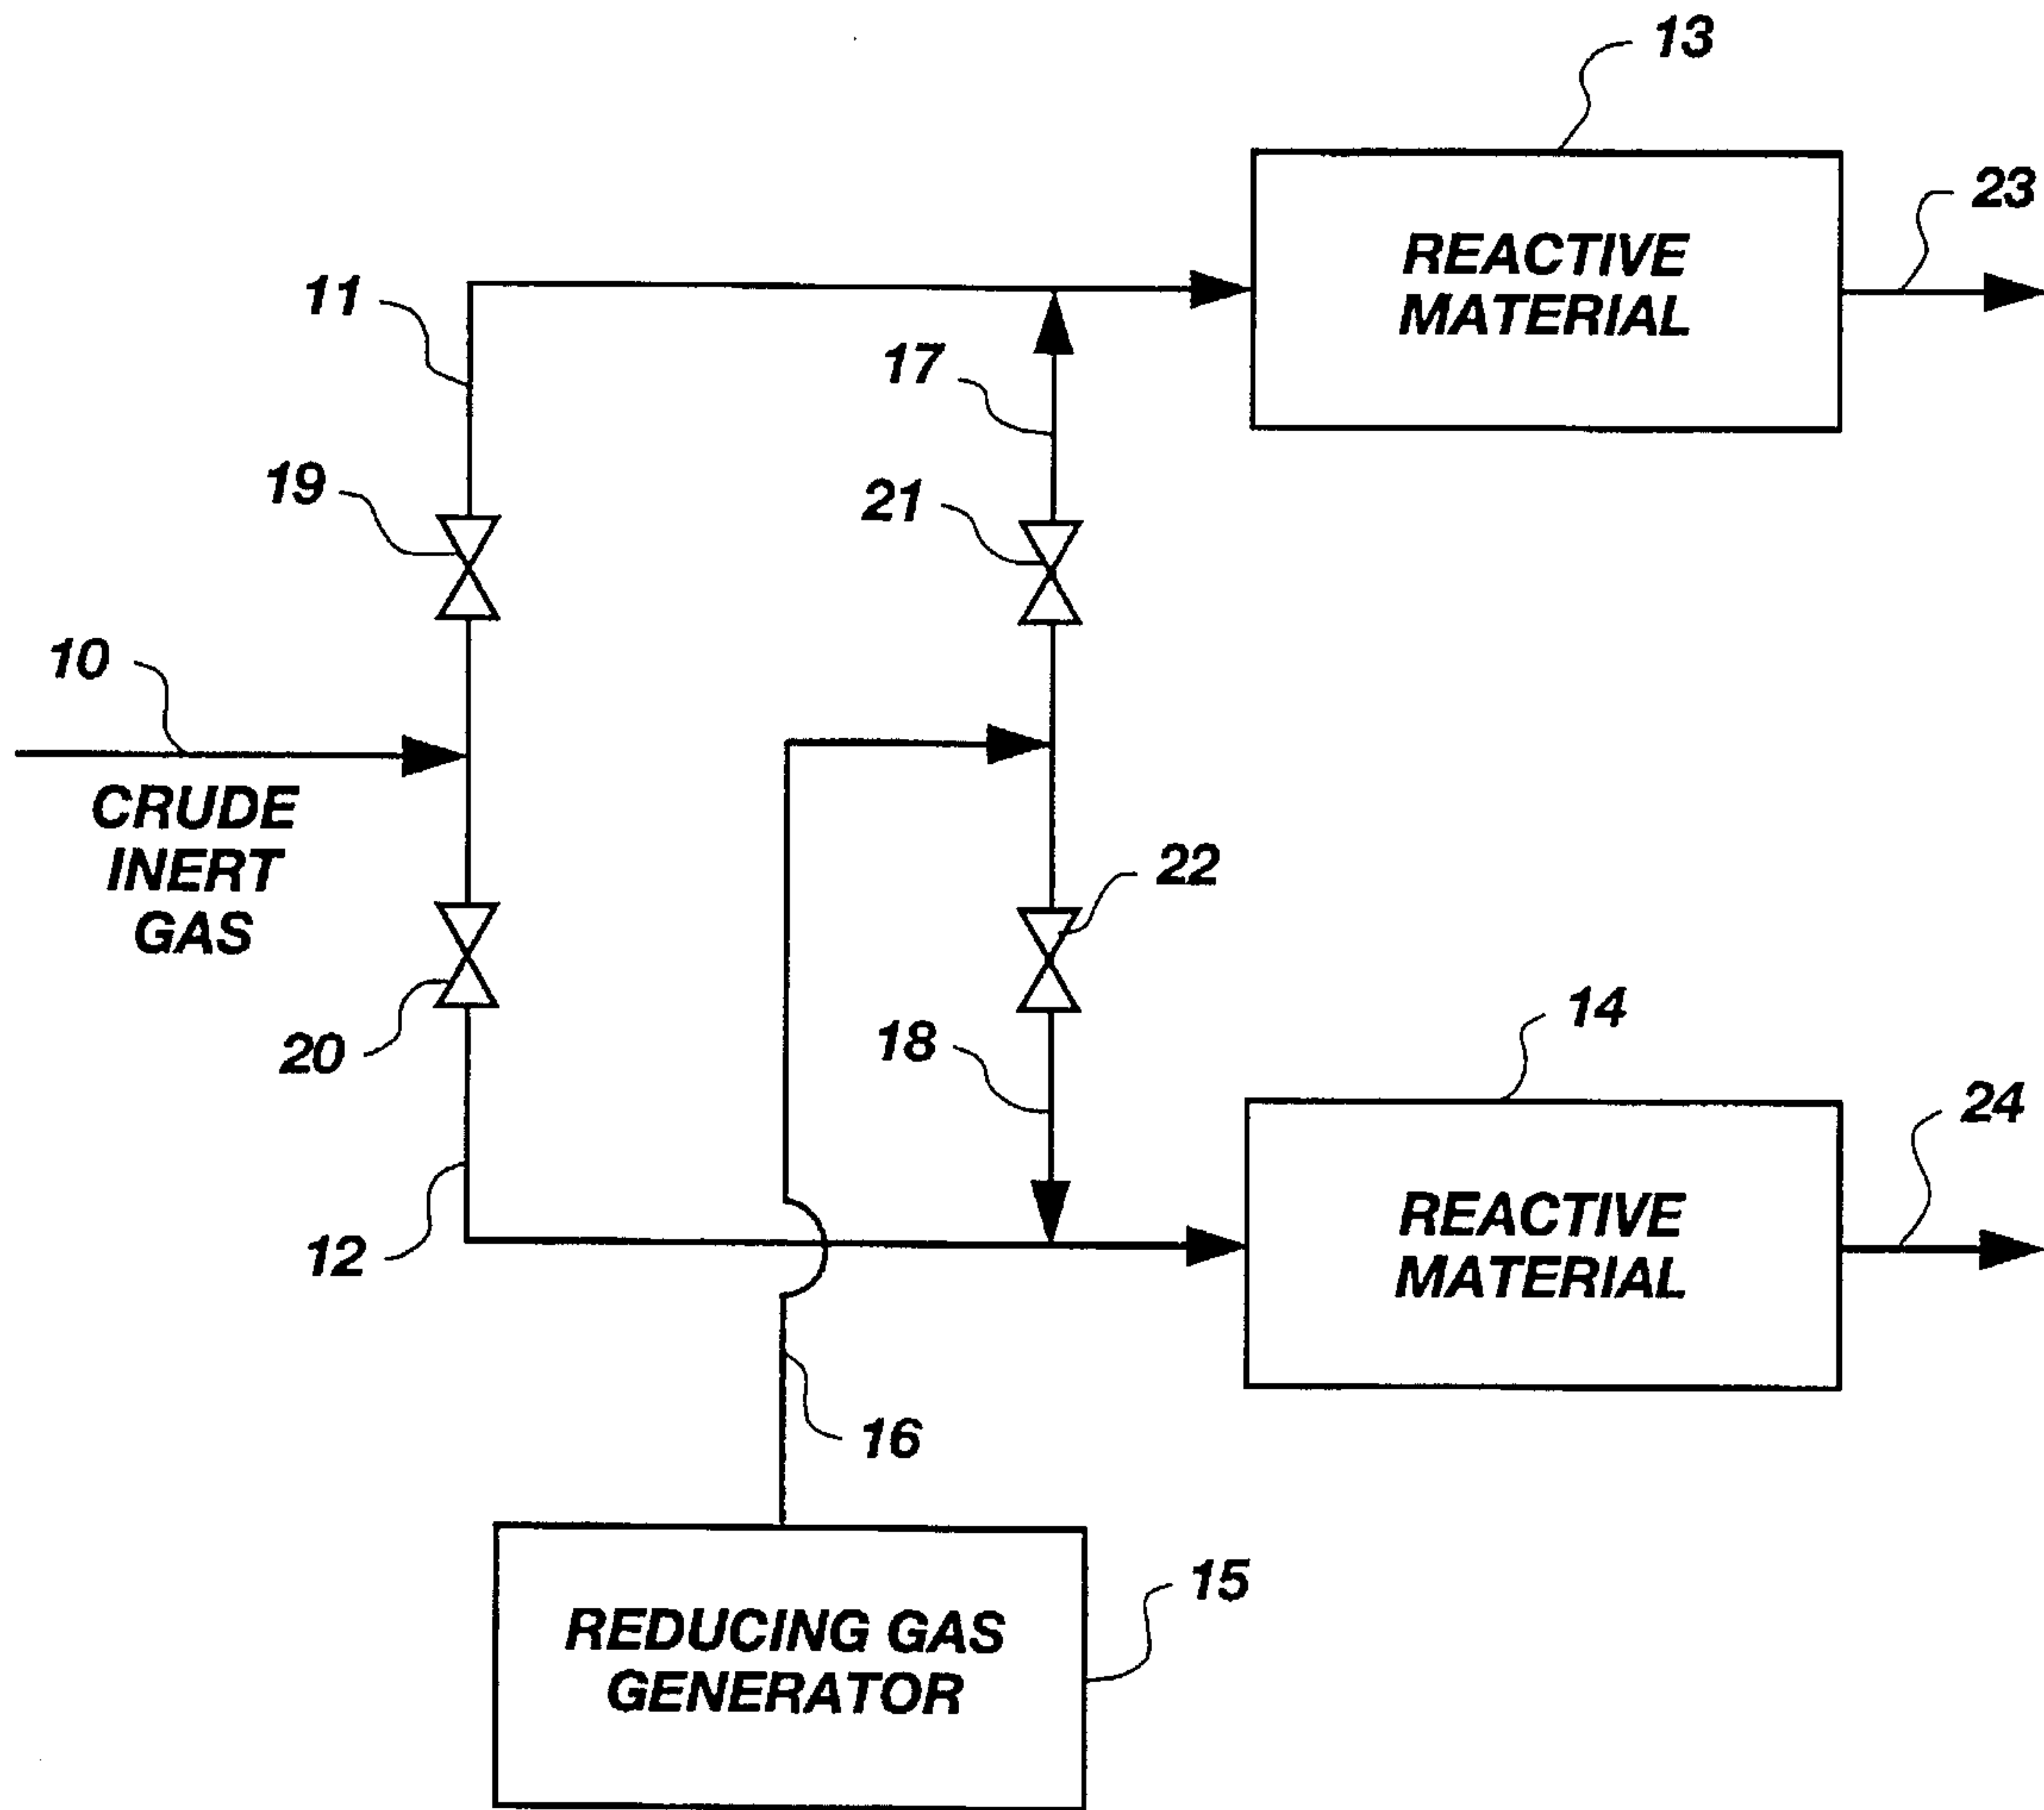 13
REACTIVE
MATERIAL
23
11
17
19
21
10
CRUDE
INERT
GAS
22
20
18
14
24
12
REACTIVE
MATERIAL
16
15
REDUCING GAS
GENERATOR